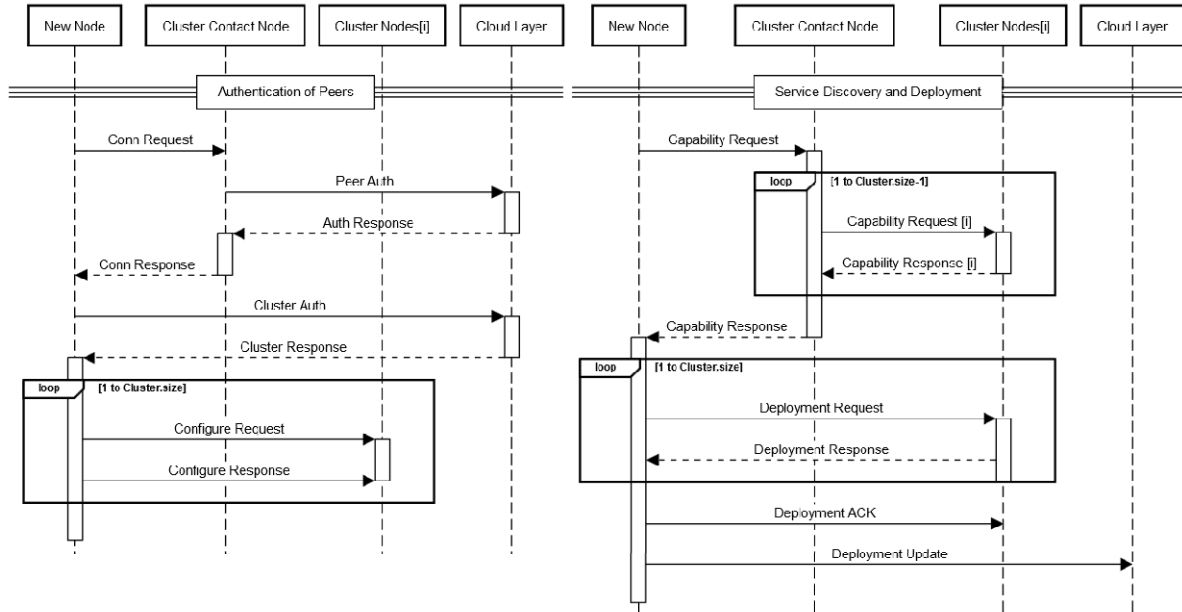 New Node
Cluster Contact Node
Cluster Nodes[i]
Cloud Layer
Authentication of Peers
Conn Request
Peer Auth
Auth Response
Conn Response
Cluster Auth
Cluster Response
loop [1 to Cluster.size]
Configure Request
Configure Response
New Node
Cluster Contact Node
Cluster Nodes[i]
Cloud Layer
Service Discovery and Deployment
Capability Request
loop [1 to Cluster.size-1]
Capability Request [i]
Capability Response [i]
Capability Response
loop [1 to Cluster.size]
Deployment Request
Deployment Response
Deployment ACK
Deployment Update